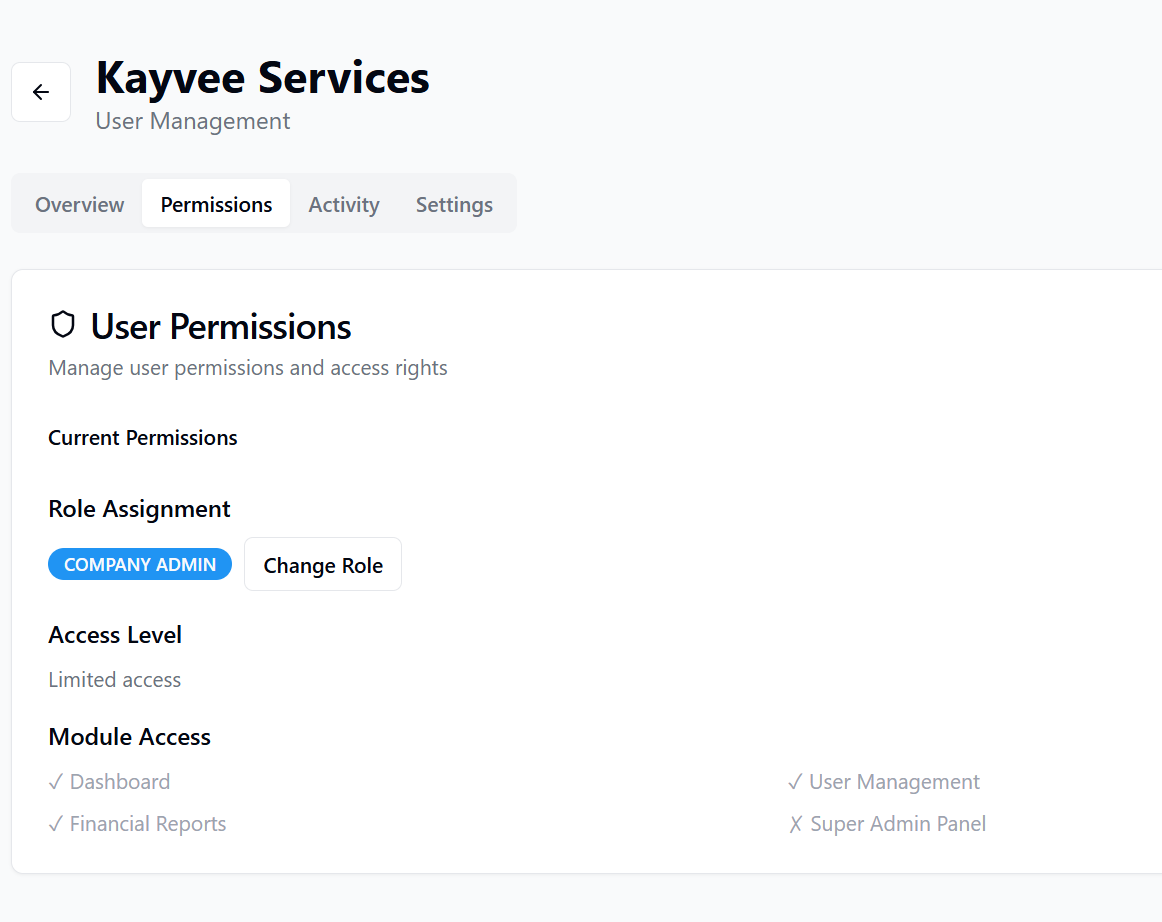 Kayvee Services
User Management
Overview Permissions Activity Settings
User Permissions
Manage user permissions and access rights
Current Permissions
Role Assignment
COMPANY ADMIN Change Role
Access Level
Limited access
Module Access
✓ Dashboard ✓ User Management
✓ Financial Reports ✗ Super Admin Panel